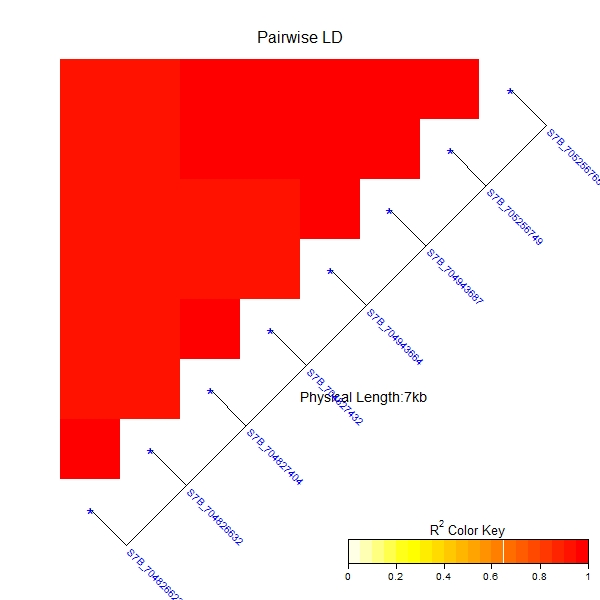 Pairwise LD
S7B_705256749
S7B_704943687
S7B_704943664
S7B_704827432
Physical Length:7kb
S7B_704827404
S7B_704826632
R2 Color Key
0 0.2 0.4 0.6 0.8 1